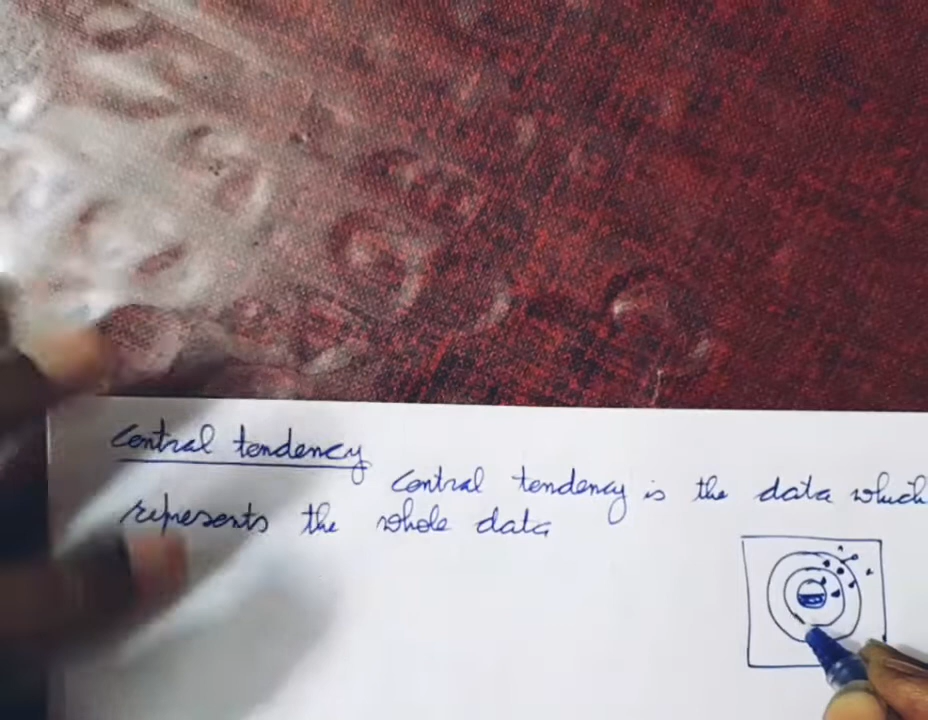 Central tendency
Central tendency is the data which
represents the whole data